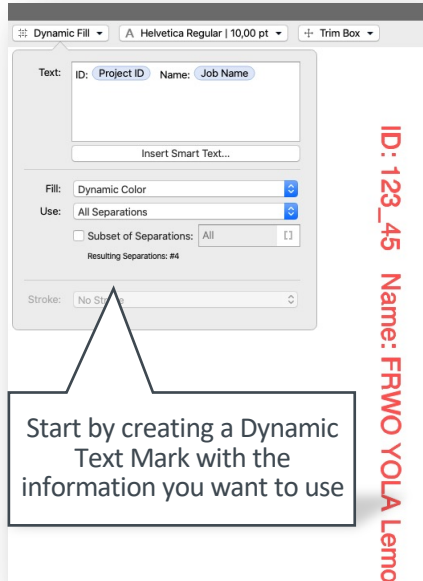 Dynamic Fill
A Helvetica Regular | 10,00 pt
Trim Box
Text: ID: Project ID Name: Job Name
Insert Smart Text...
Fill: Dynamic Color
Use: All Separations
Subset of Separations: All
Resulting Separations: #4
Stroke:
Start by creating a Dynamic
Text Mark with the
information you want to use
ID: 123_45 Name: FRWO YOLA